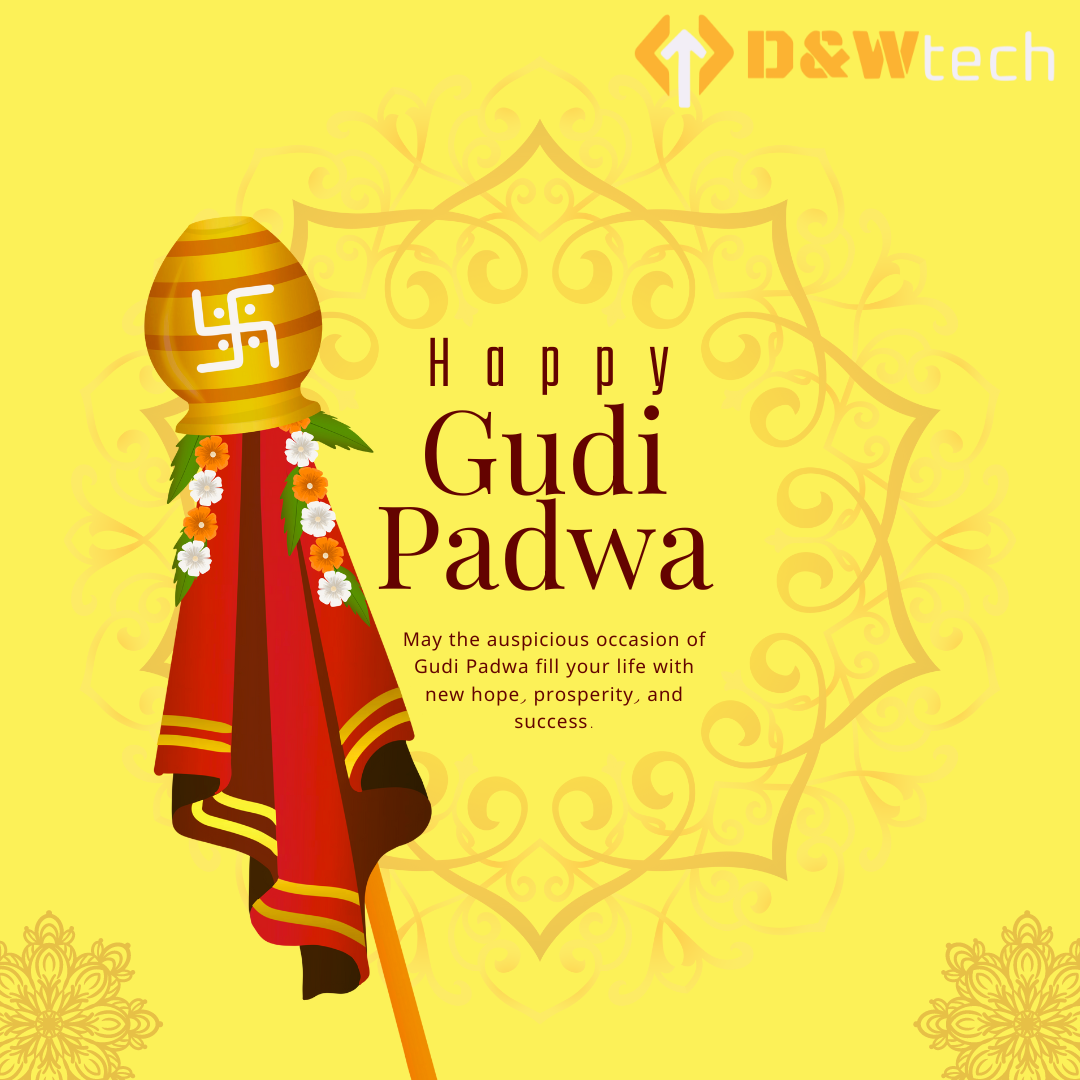 D&Wtech
Happy
Gudi
Padwa
May the auspicious occasion of
Gudi Padwa fill your life with
new hope, prosperity, and
success.